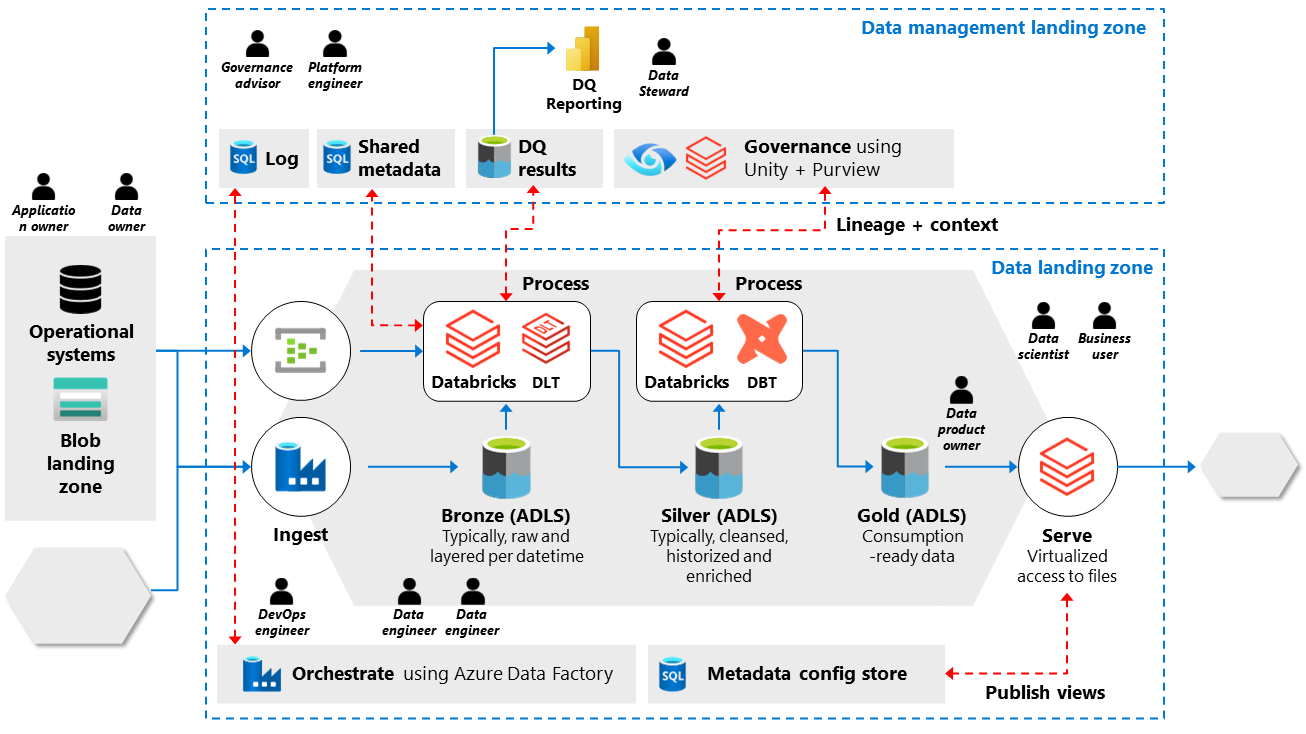 Data management landing zone
Governance
advisor
Platform
engineer
DQ
Reporting
Data
Steward
SQL
Log
SQL
Shared
metadata
DQ
results
Governance using
Unity + Purview
Applicatio
n owner
Data
owner
Lineage + context
Data landing zone
Operational
systems
Blob
landing
zone
Process
Process
DLT
Databricks
DLT
Databricks
DBT
Data
scientist
Business
user
Data
product
owner
Ingest
Bronze (ADLS)
Typically, raw and
layered per datetime
Silver (ADLS)
Typically, cleansed,
historized and
enriched
Gold (ADLS)
Consumption
-ready data
Serve
Virtualized
access to files
DevOps
engineer
Data
engineer
Data
engineer
Orchestrate using Azure Data Factory
SQL
Metadata config store
Publish views